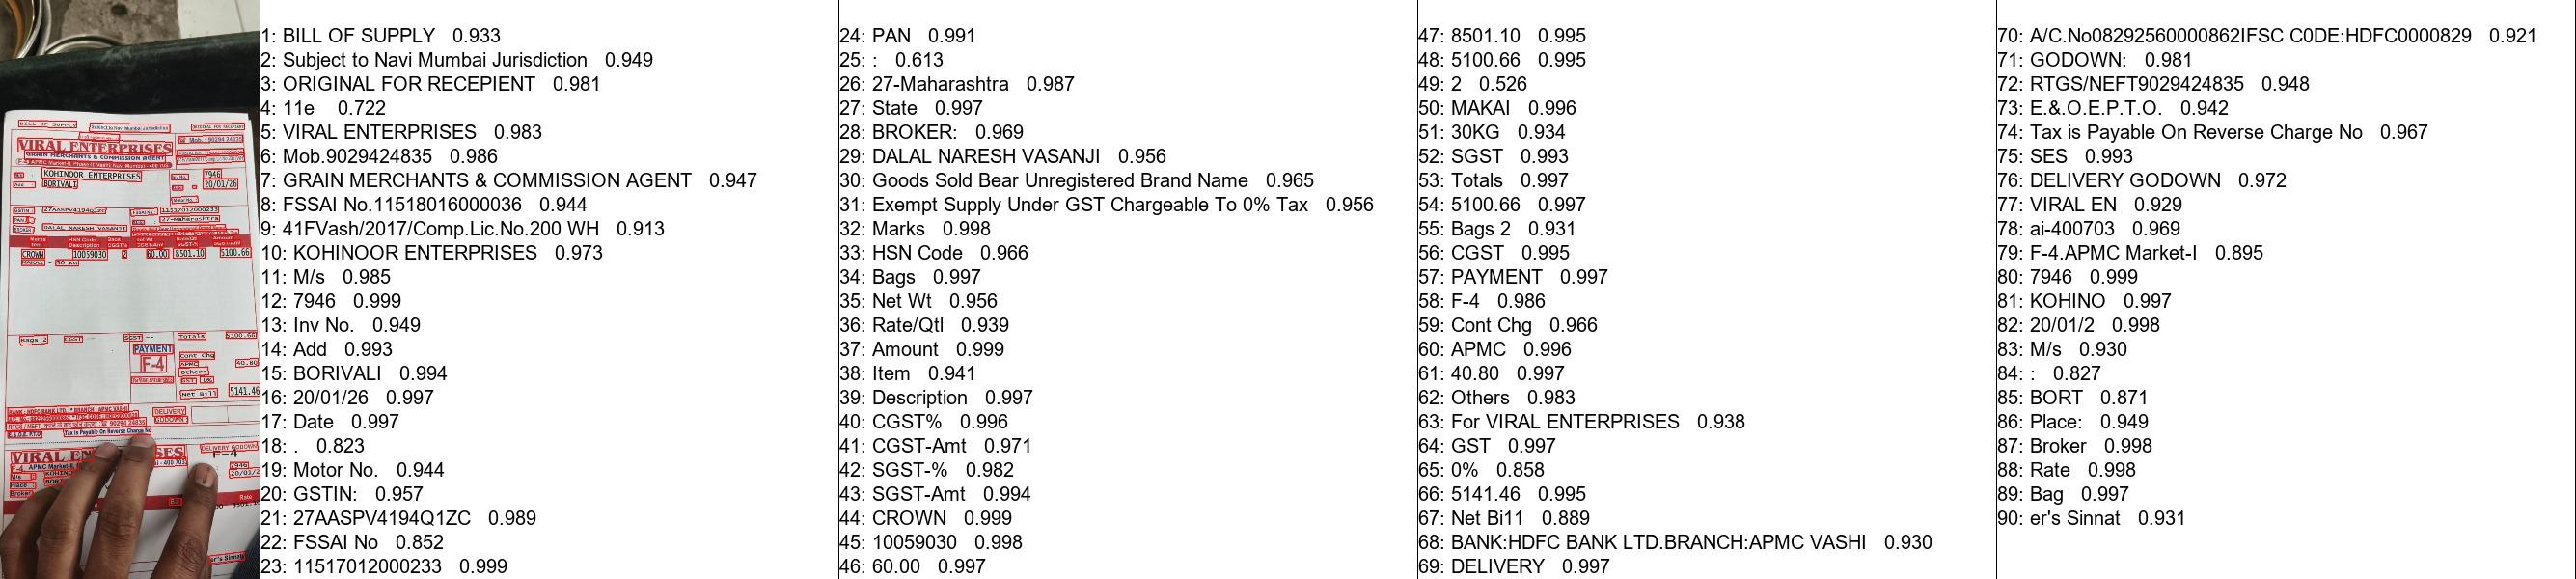 1: BILL OF SUPPLY 0.933
2: Subject to Navi Mumbai Jurisdiction 0.949
3: ORIGINAL FOR RECEPIENT 0.981
4: 11e 0.722
5: VIRAL ENTERPRISES 0.983
6: Mob.9029424835 0.986
7: GRAIN MERCHANTS & COMMISSION AGENT 0.947
8: FSSAI No.11518016000036 0.944
9: 41FVash/2017/Comp.Lic.No.200 WH 0.913
10: KOHINOOR ENTERPRISES 0.973
11: M/s 0.985
12: 7946 0.999
13: Inv No. 0.949
14: Add 0.993
15: BORIVALI 0.994
16: 20/01/26 0.997
17: Date 0.997
18: . 0.823
19: Motor No. 0.944
20: GSTIN: 0.957
21: 27AASPV4194Q1ZC 0.989
22: FSSAI No 0.852
23: 11517012000233 0.999
24: PAN 0.991
25: : 0.613
26: 27-Maharashtra 0.987
27: State 0.997
28: BROKER: 0.969
29: DALAL NARESH VASANJI 0.956
30: Goods Sold Bear Unregistered Brand Name 0.965
31: Exempt Supply Under GST Chargeable To 0% Tax 0.956
32: Marks 0.998
33: HSN Code 0.966
34: Bags 0.997
35: Net Wt 0.956
36: Rate/Qtl 0.939
37: Amount 0.999
38: Item 0.941
39: Description 0.997
40: CGST% 0.996
41: CGST-Amt 0.971
42: SGST-% 0.982
43: SGST-Amt 0.994
44: CROWN 0.999
45: 10059030 0.998
46: 60.00 0.997
47: 8501.10 0.995
48: 5100.66 0.995
49: 2 0.526
50: MAKAI 0.996
51: 30KG 0.934
52: SGST 0.993
53: Totals 0.997
54: 5100.66 0.997
55: Bags 2 0.931
56: CGST 0.995
57: PAYMENT 0.997
58: F-4 0.986
59: Cont Chg 0.966
60: APMC 0.996
61: 40.80 0.997
62: Others 0.983
63: For VIRAL ENTERPRISES 0.938
64: GST 0.997
65: 0% 0.858
66: 5141.46 0.995
67: Net Bi11 0.889
68: BANK:HDFC BANK LTD.BRANCH:APMC VASHI 0.930
69: DELIVERY 0.997
70: A/C.No08292560000862IFSC C0DE:HDFC0000829 0.921
71: GODOWN: 0.981
72: RTGS/NEFT9029424835 0.948
73: E.&.O.E.P.T.O. 0.942
74: Tax is Payable On Reverse Charge No 0.967
75: SES 0.993
76: DELIVERY GODOWN 0.972
77: VIRAL EN 0.929
78: ai-400703 0.969
79: F-4.APMC Market-I 0.895
80: 7946 0.999
81: KOHINO 0.997
82: 20/01/2 0.998
83: M/s 0.930
84: : 0.827
85: BORT 0.871
86: Place: 0.949
87: Broker 0.998
88: Rate 0.998
89: Bag 0.997
90: er's Sinnat 0.931